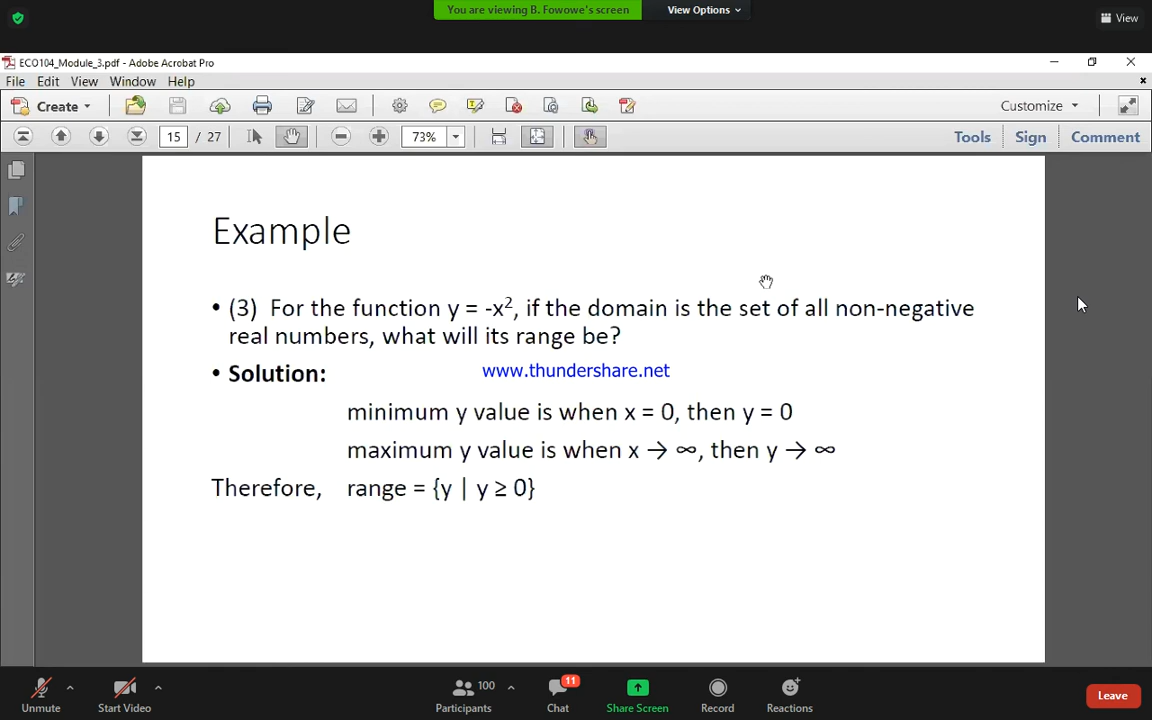 You are viewing B. Fowowe's screen View Options
View
ECO104_Module_3.pdf - Adobe Acrobat Pro
File Edit View Window Help
Create Customize
15 / 27 73% Tools Sign Comment
Example
• (3) For the function y = -x², if the domain is the set of all non-negative
real numbers, what will its range be?
• Solution: www.thundershare.net
minimum y value is when x = 0, then y = 0
maximum y value is when x → ∞, then y → ∞
Therefore, range = {y | y ≥ 0}
100 11
Unmute Start Video Participants Chat Share Screen Record Reactions Leave